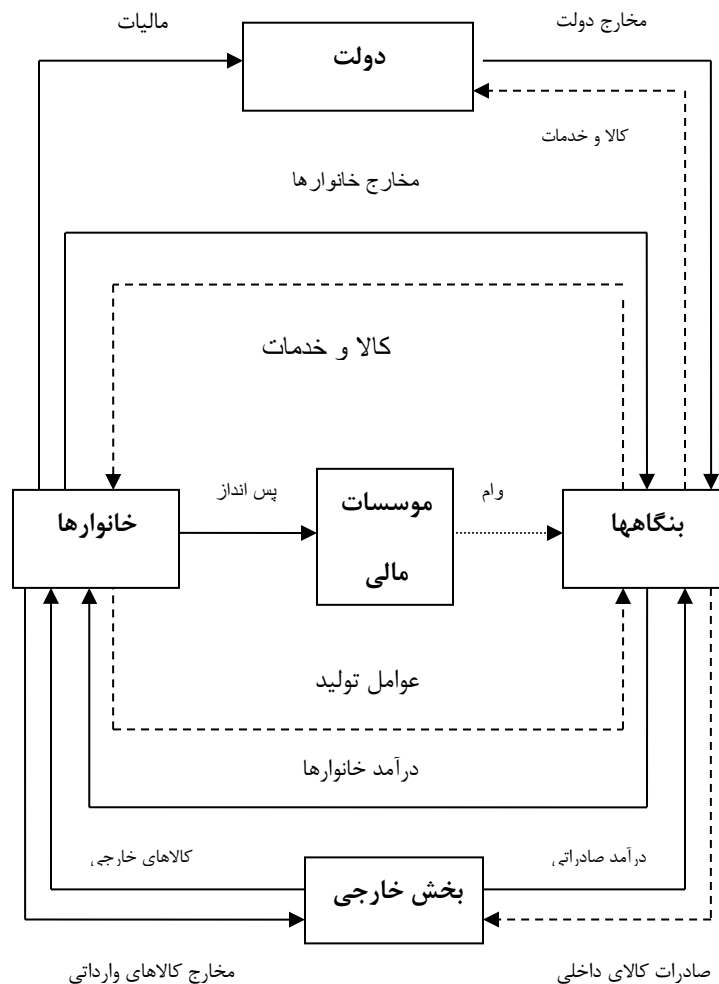 مخارج دولت
مالیات
دولت
کالا و خدمات
مخارج خانوارها
کالا و خدمات
خانوارها
پس انداز
موسسات
مالی
وام
بنگاهها
عوامل تولید
درآمد خانوارها
کالاهای خارجی
بخش خارجی
درآمد صادراتی
مخارج کالاهای وارداتی
صادرات کالای داخلی